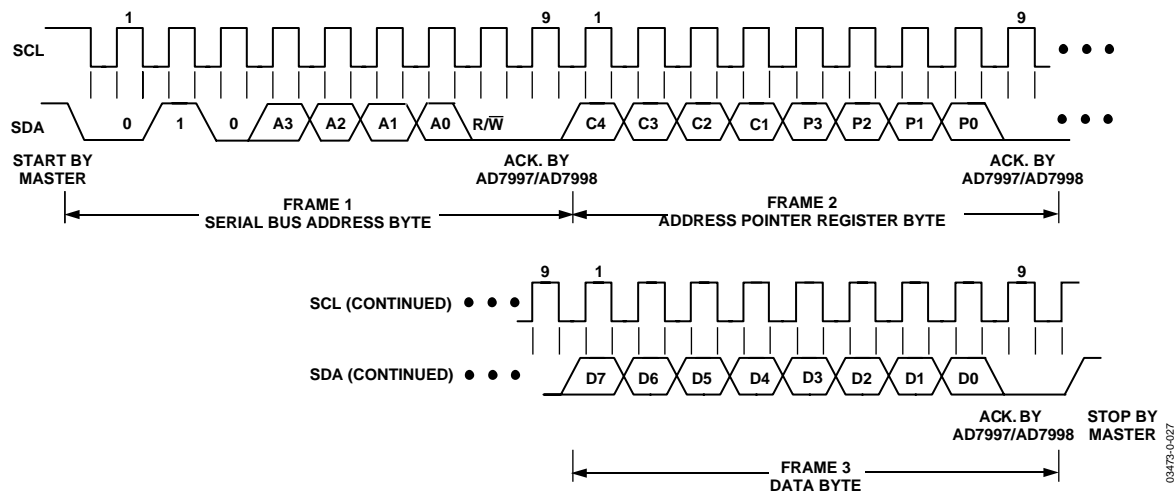 1 9 1 9
SCL
SDA 0 1 0 A3 A2 A1 A0 R/W̅ C4 C3 C2 C1 P3 P2 P1 P0
START BY
MASTER
ACK. BY
AD7997/AD7998
ACK. BY
AD7997/AD7998
FRAME 1
SERIAL BUS ADDRESS BYTE
FRAME 2
ADDRESS POINTER REGISTER BYTE
9 1 9
SCL (CONTINUED)
SDA (CONTINUED) D7 D6 D5 D4 D3 D2 D1 D0
ACK. BY
AD7997/AD7998
STOP BY
MASTER
FRAME 3
DATA BYTE
03473-0-027